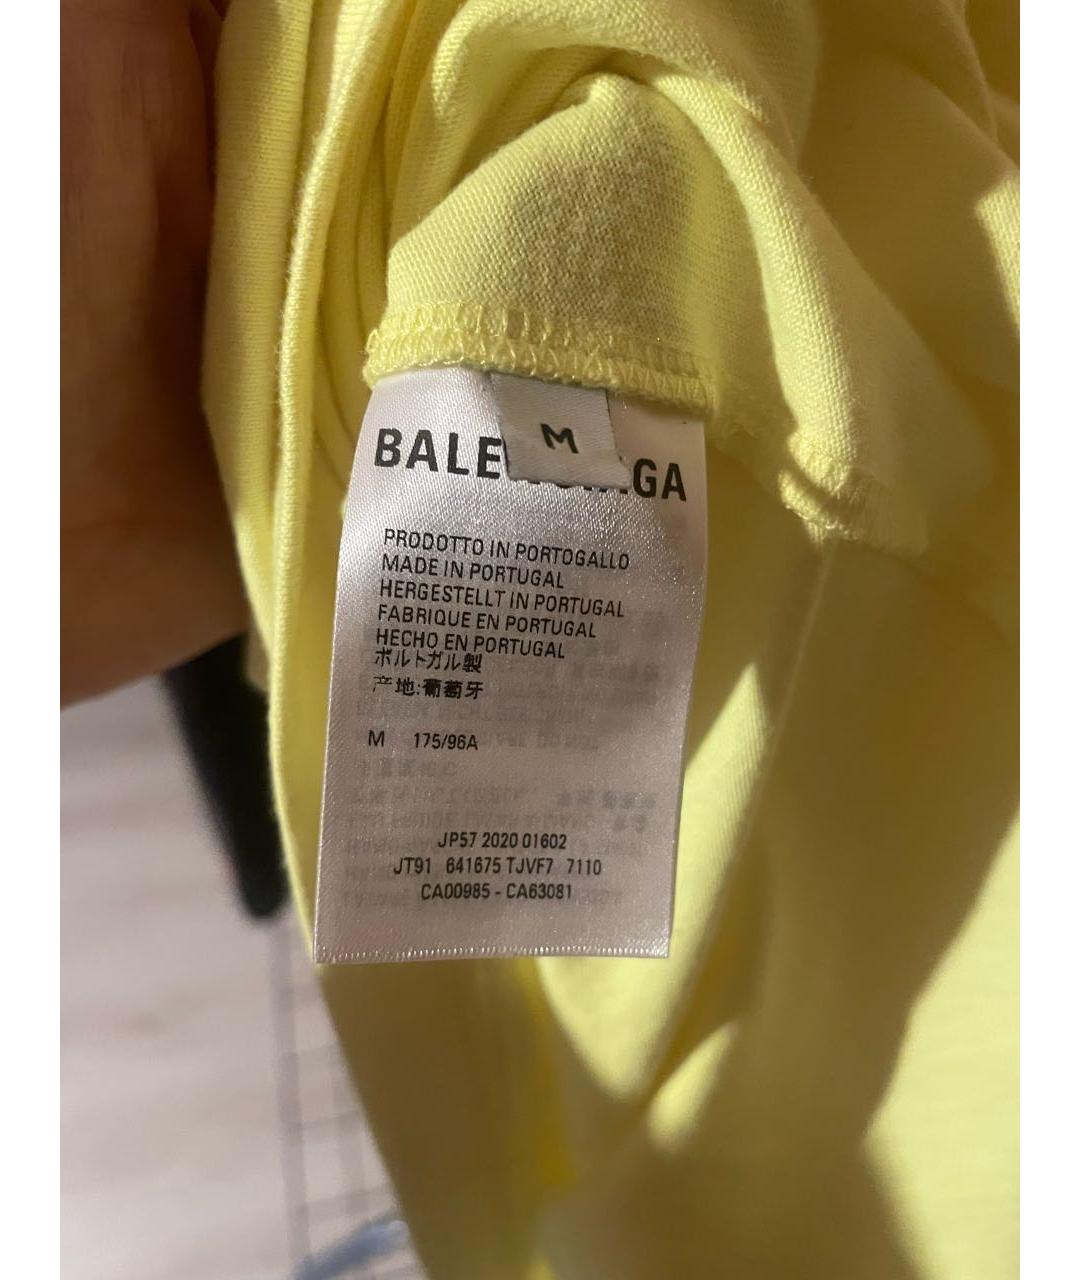 M
BALE GA
PRODOTTO IN PORTOGALLO
MADE IN PORTUGAL
HERGESTELLT IN PORTUGAL
FABRIQUE EN PORTUGAL
HECHO EN PORTUGAL
ポルトガル製
产地:葡萄牙
M 175/96A
JP57 2020 01602
JT91 641675 TJVF7 7110
CA00985 - CA63081